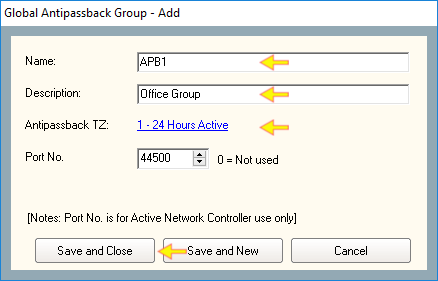 Global Antipassback Group - Add
Name: APB1
Description: Office Group
Antipassback TZ: 1 - 24 Hours Active
Port No. 44500 0 = Not used
[Notes: Port No. is for Active Network Controller use only]
Save and Close Save and New Cancel